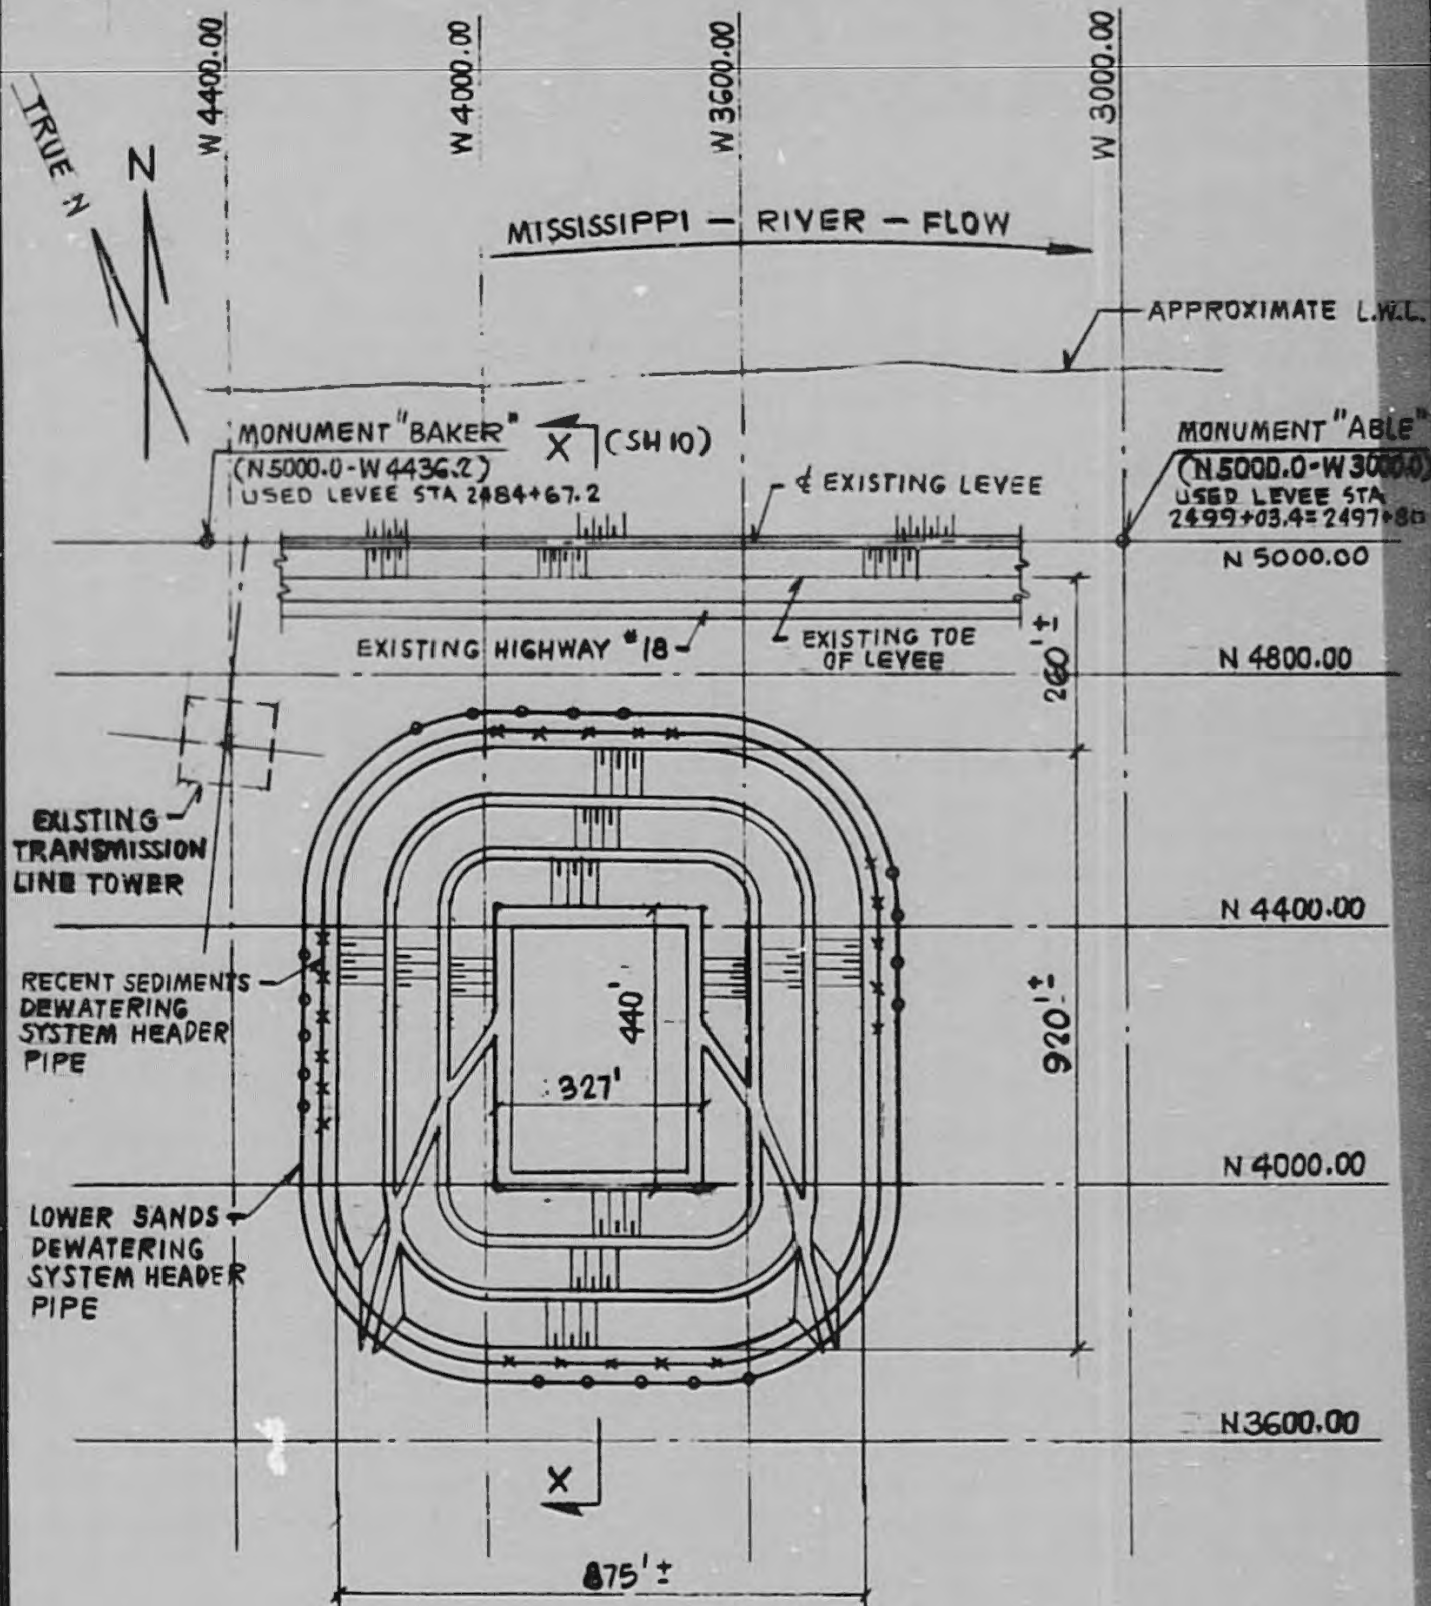 W 4400.00
W 4000.00
W 3600.00
W 3000.00
TRUE N
N
MISSISSIPPI - RIVER - FLOW
APPROXIMATE L.W.L.
MONUMENT "BAKER"
(N5000.0-W4436.2)
USED LEVEE STA 2484+67.2
X (SH 10)
℄ EXISTING LEVEE
MONUMENT "ABLE"
(N5000.0-W3000.0)
USED LEVEE STA
2499+03.4=2497+80
N 5000.00
EXISTING HIGHWAY #18
EXISTING TOE
OF LEVEE
260'±
N 4800.00
EXISTING
TRANSMISSION
LINE TOWER
N 4400.00
RECENT SEDIMENTS
DEWATERING
SYSTEM HEADER
PIPE
440'
327'
920'±
N 4000.00
LOWER SANDS
DEWATERING
SYSTEM HEADER
PIPE
N3600.00
X
875'±